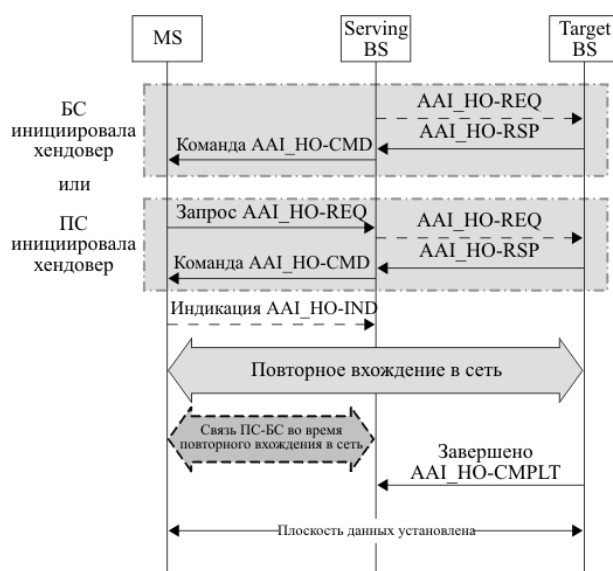 MS
Serving
BS
Target
BS
БС
инициировала
хендовер
AAI_HO-REQ
AAI_HO-RSP
Команда AAI_HO-CMD
или
ПС
инициировала
хендовер
Запрос AAI_HO-REQ
AAI_HO-REQ
AAI_HO-RSP
Команда AAI_HO-CMD
Индикация AAI_HO-IND
Повторное вхождение в сеть
Связь ПС-БС во время
повторного вхождения в сеть
Завершено
AAI_HO-CMPLT
Плоскость данных установлена